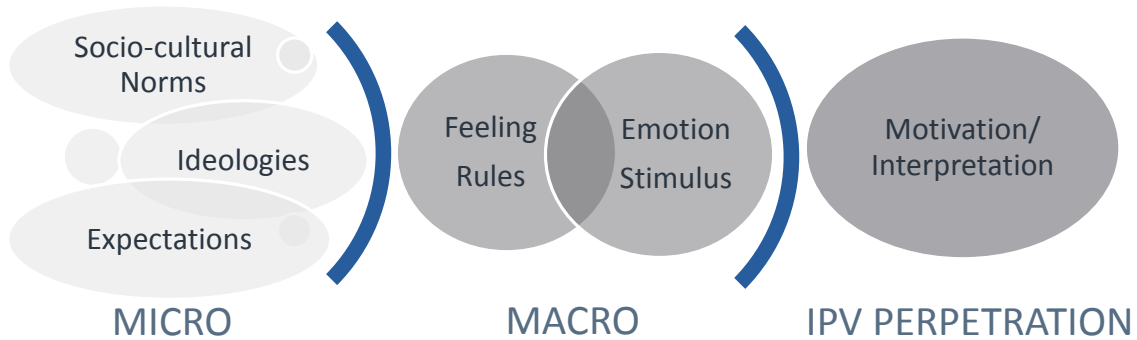 Socio-cultural
Norms
Ideologies
Expectations
MICRO
Feeling
Rules
Emotion
Stimulus
MACRO
Motivation/
Interpretation
IPV PERPETRATION